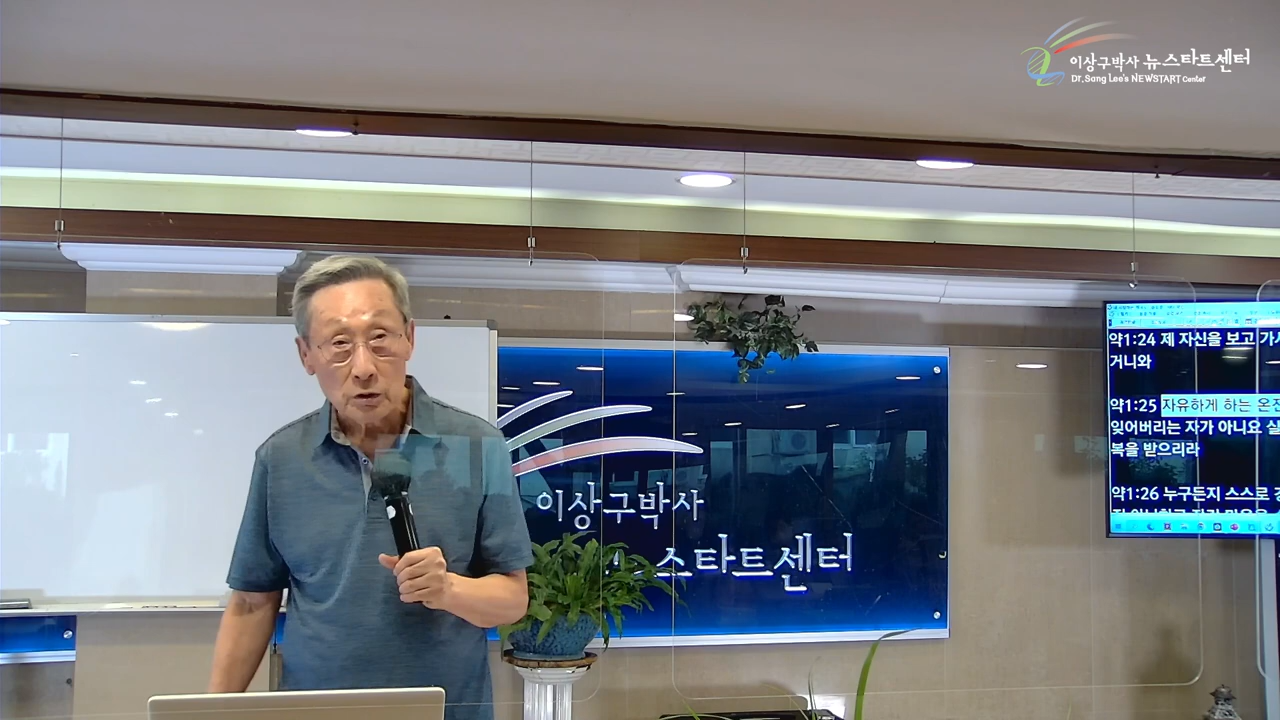 이상구박사 뉴스타트센터
Dr. Sang Lee's NEWSTART Center
이상구박사
스타트센터
약1:24 제 자신을 보고 가서
거니와
약1:25 자유하게 하는 온전
잊어버리는 자가 아니요 실
복을 받으리라
약1:26 누구든지 스스로